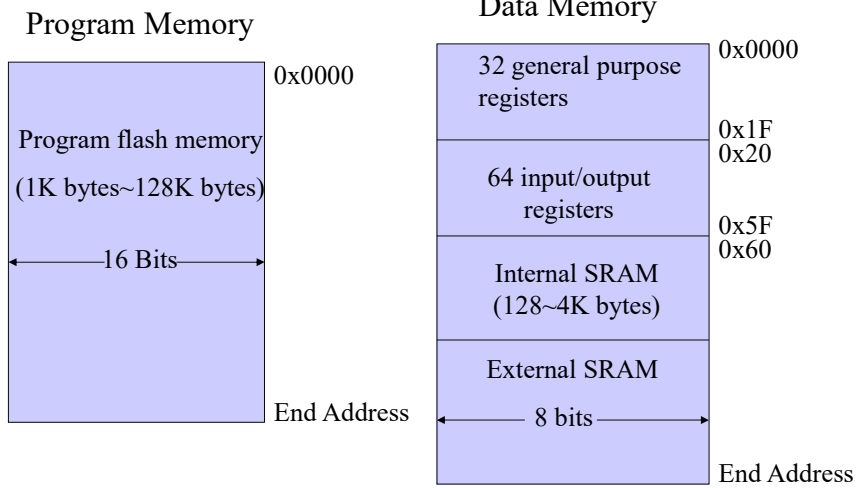 Program Memory
0x0000
Program flash memory
(1K bytes~128K bytes)
16 Bits
End Address
Data Memory
0x0000
32 general purpose
registers
0x1F
0x20
64 input/output
registers
0x5F
0x60
Internal SRAM
(128~4K bytes)
External SRAM
8 bits
End Address